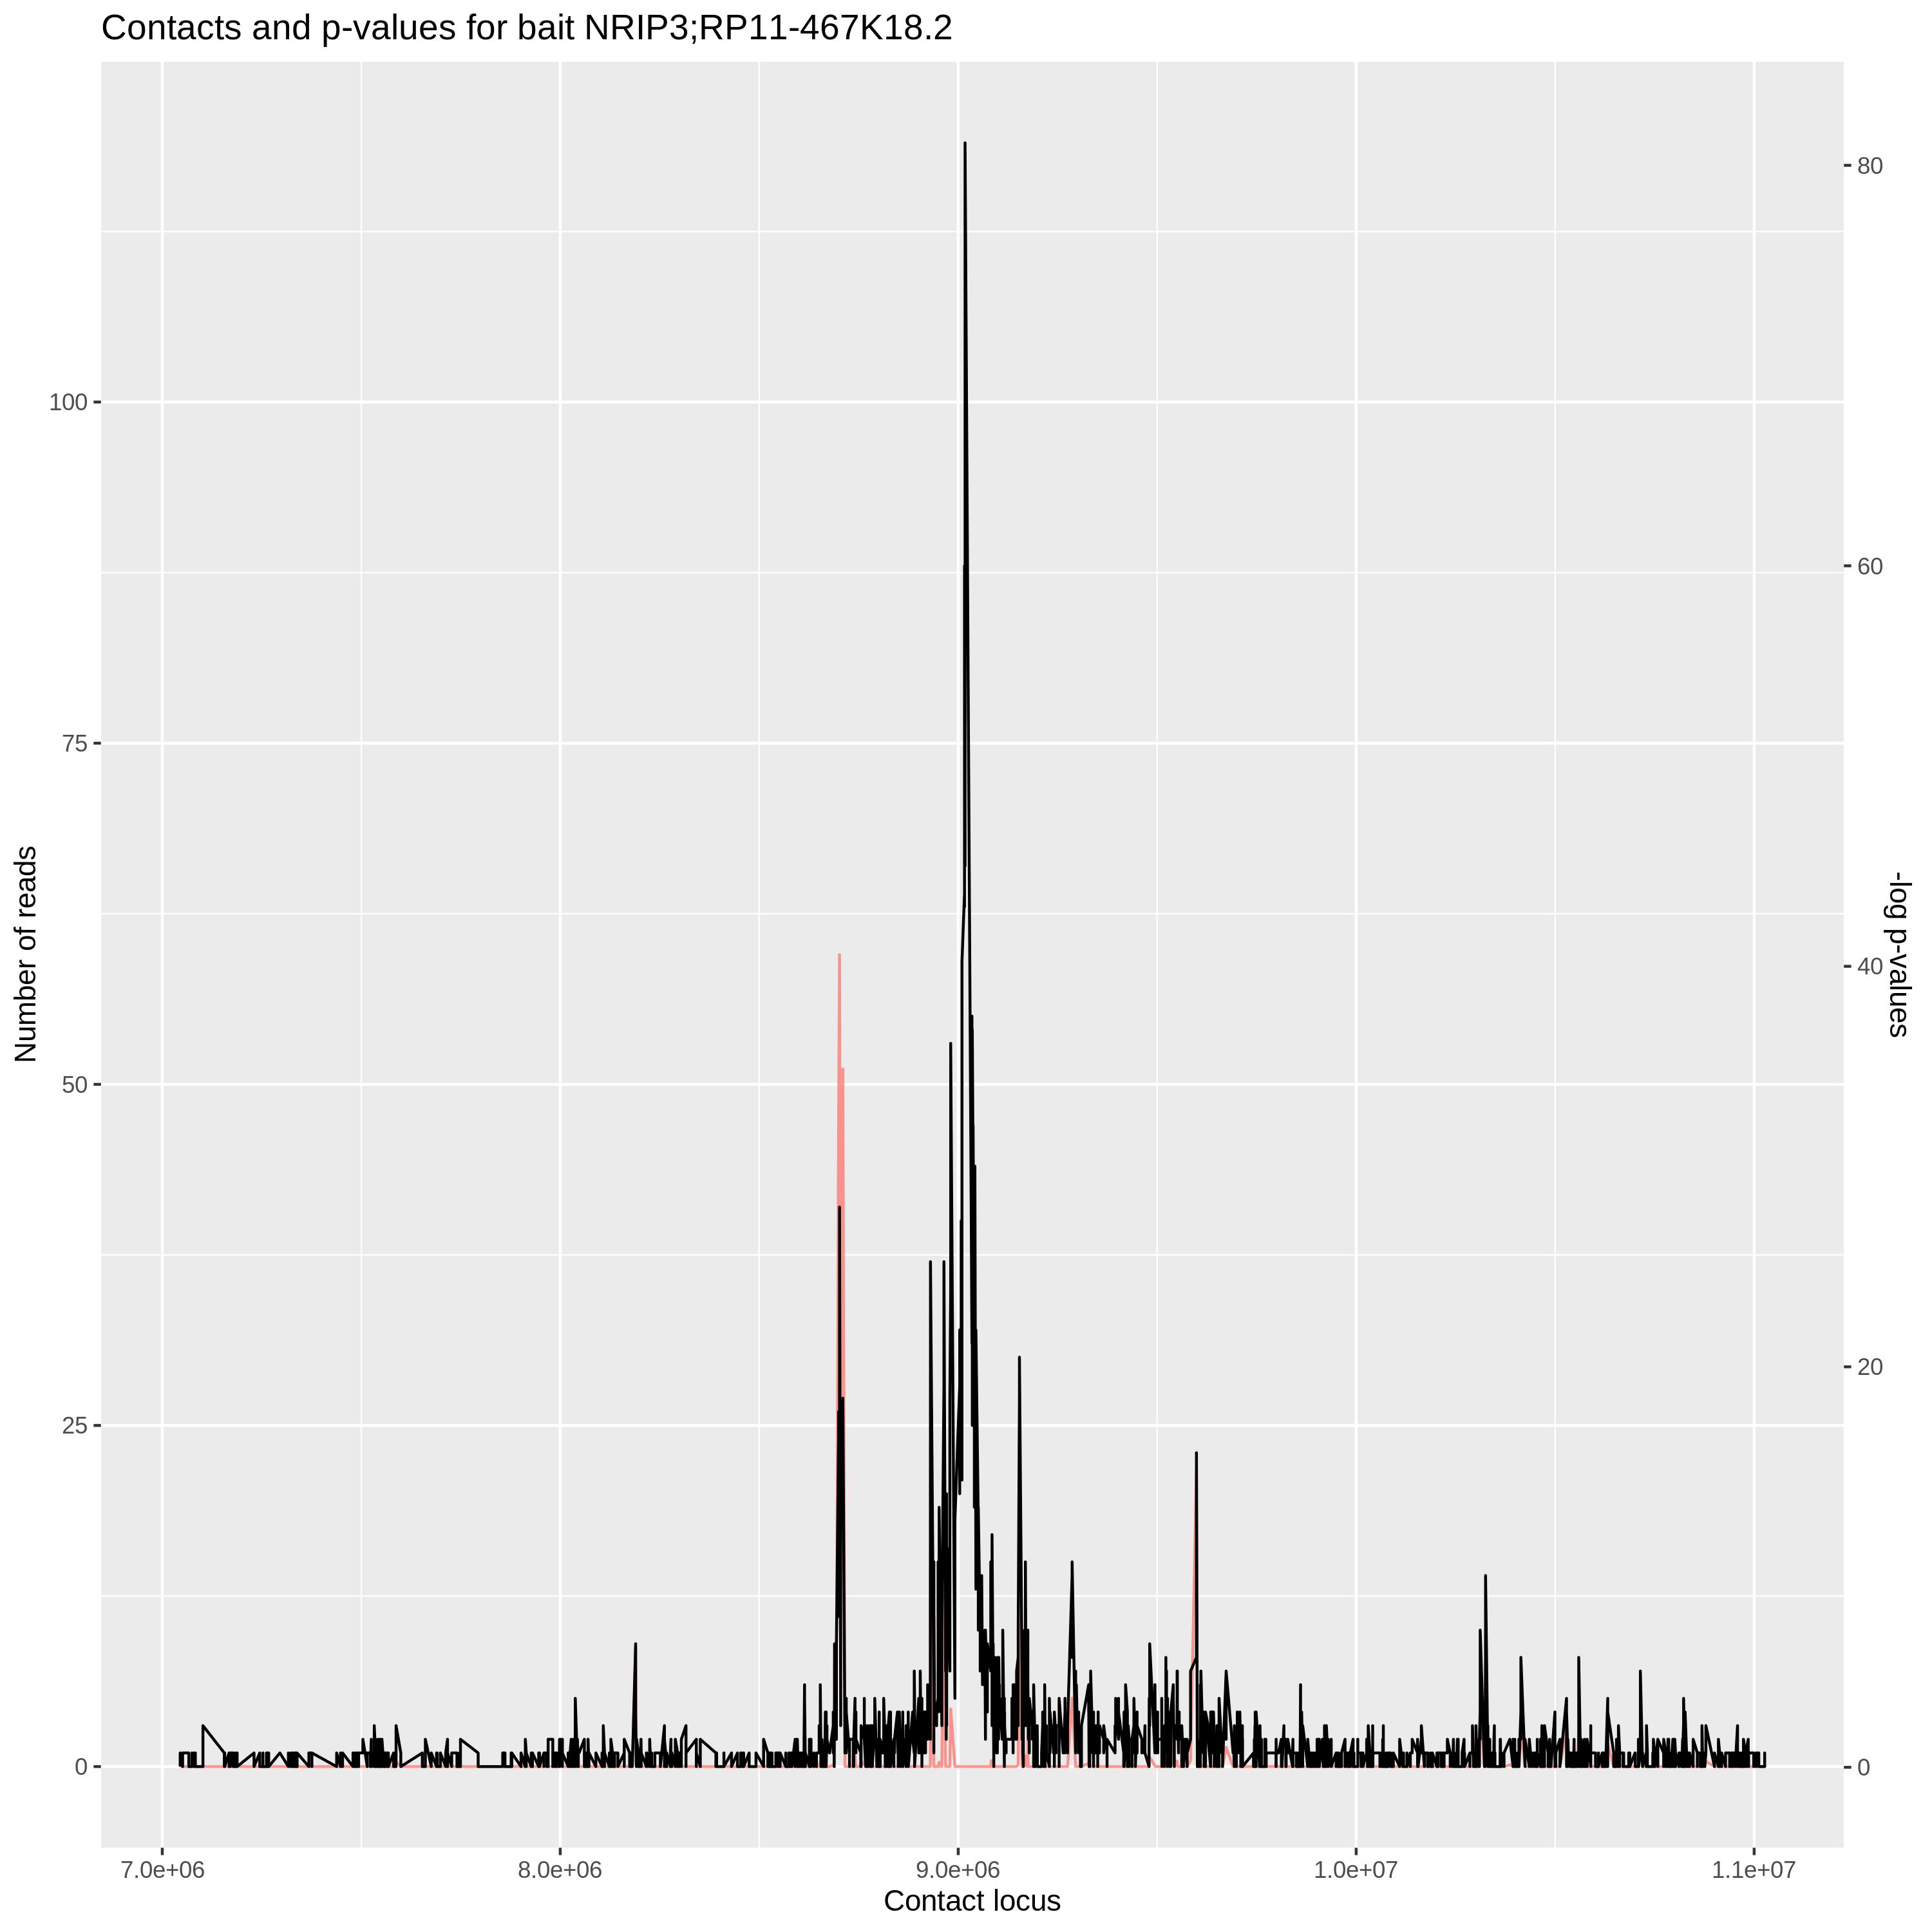 Contacts and p-values for bait NRIP3;RP11-467K18.2
Number of reads
100
75
50
25
0
80
60
40
20
0
-log p-values
7.0e+06
8.0e+06
9.0e+06
1.0e+07
1.1e+07
Contact locus